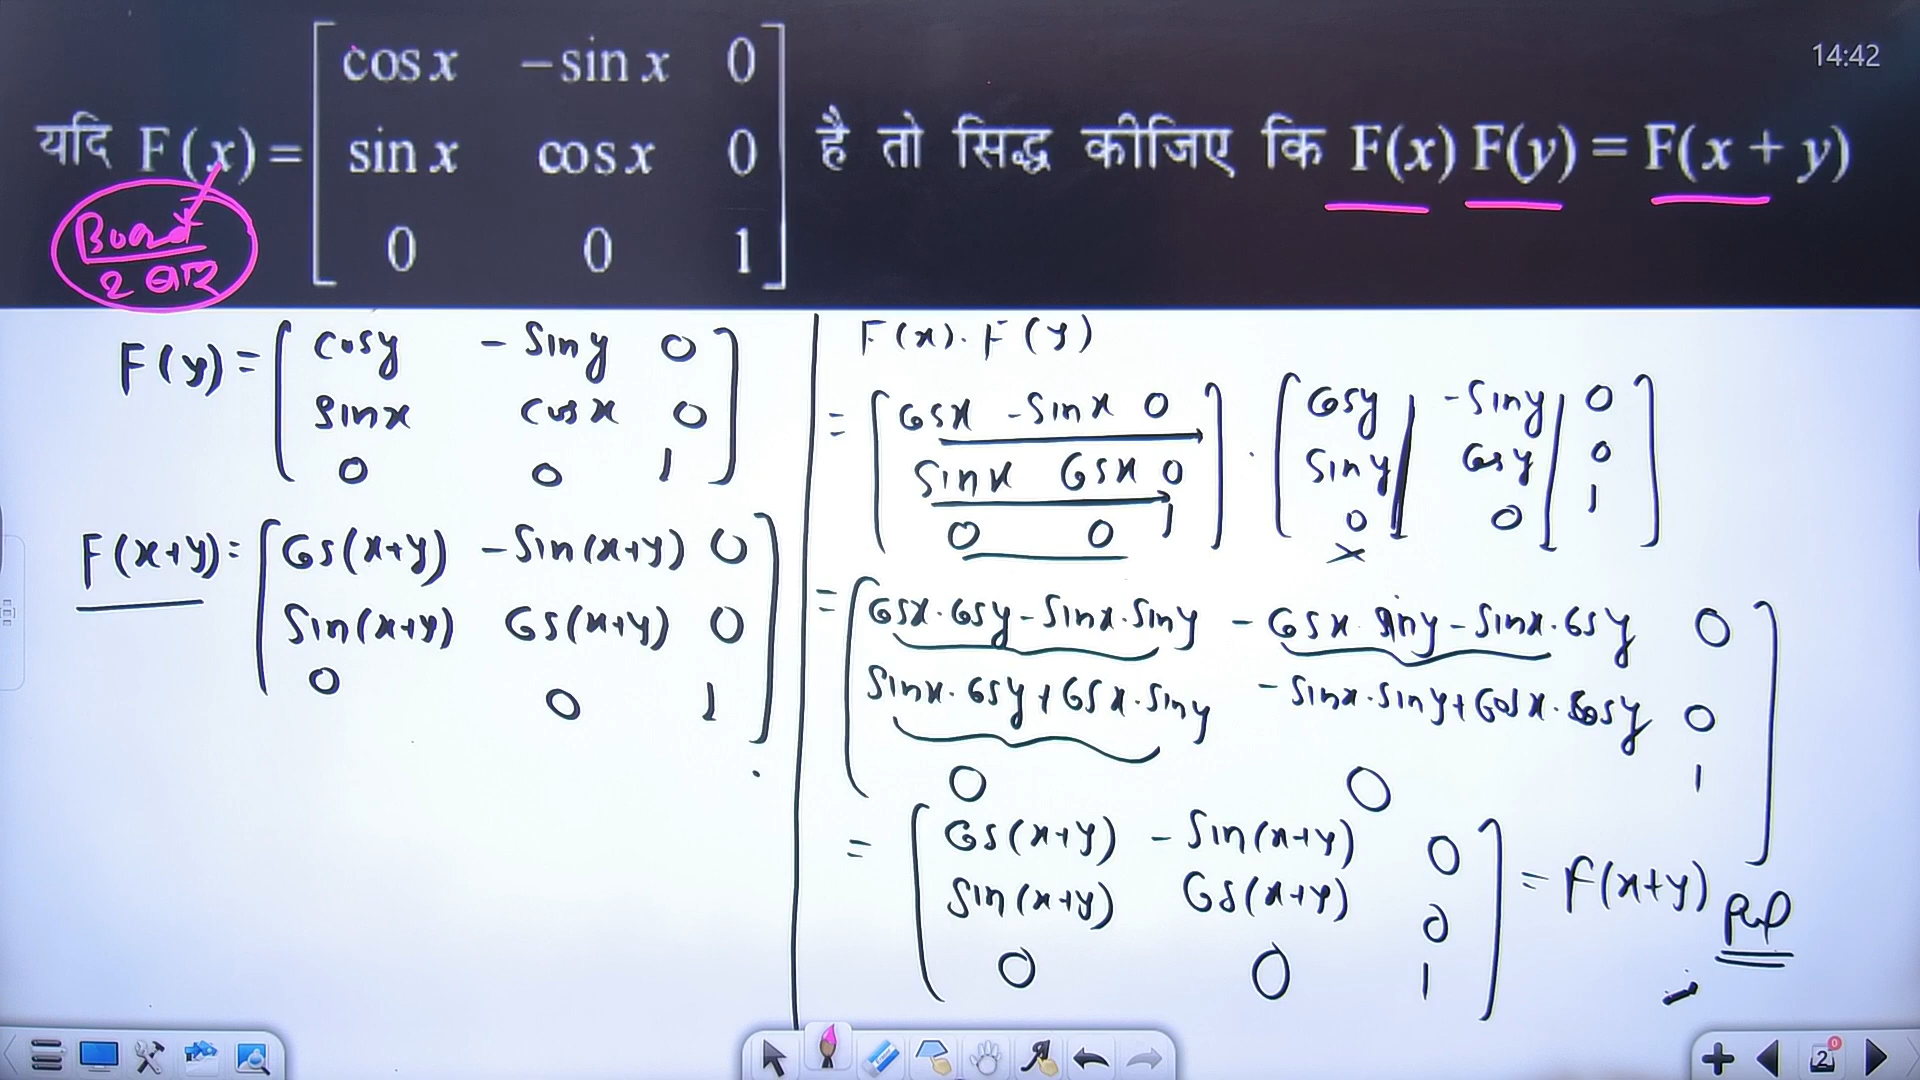 14:42
यदि F(x) = [ cos x −sin x 0
sin x cos x 0
0 0 1 ] है तो सिद्ध कीजिए कि F(x) F(y) = F(x + y)
Board
2 बार
F(y) = [ cosy - siny 0
sinx cosx 0
0 0 1 ]
F(x+y) = [ Cos(x+y) - Sin(x+y) 0
Sin(x+y) Cos(x+y) 0
0 0 1 ]
F(x). F(y)
= [ Cosx - Sinx 0 ] . [ Cosy - Siny 0
Sinx Cosx 0 Siny Cosy 0
0 0 1 ] 0 0 1 ]
= [ Cosx. Cosy - Sinx. Siny - Cosx. Siny - Sinx. Cosy 0
Sinx. Cosy + Cosx. Siny - Sinx. Siny + Cosx. Cosy 0
0 0 1 ]
= [ Cos(x+y) - Sin(x+y) 0
Sin(x+y) Cos(x+y) 0
0 0 1 ] = F(x+y)
2
0